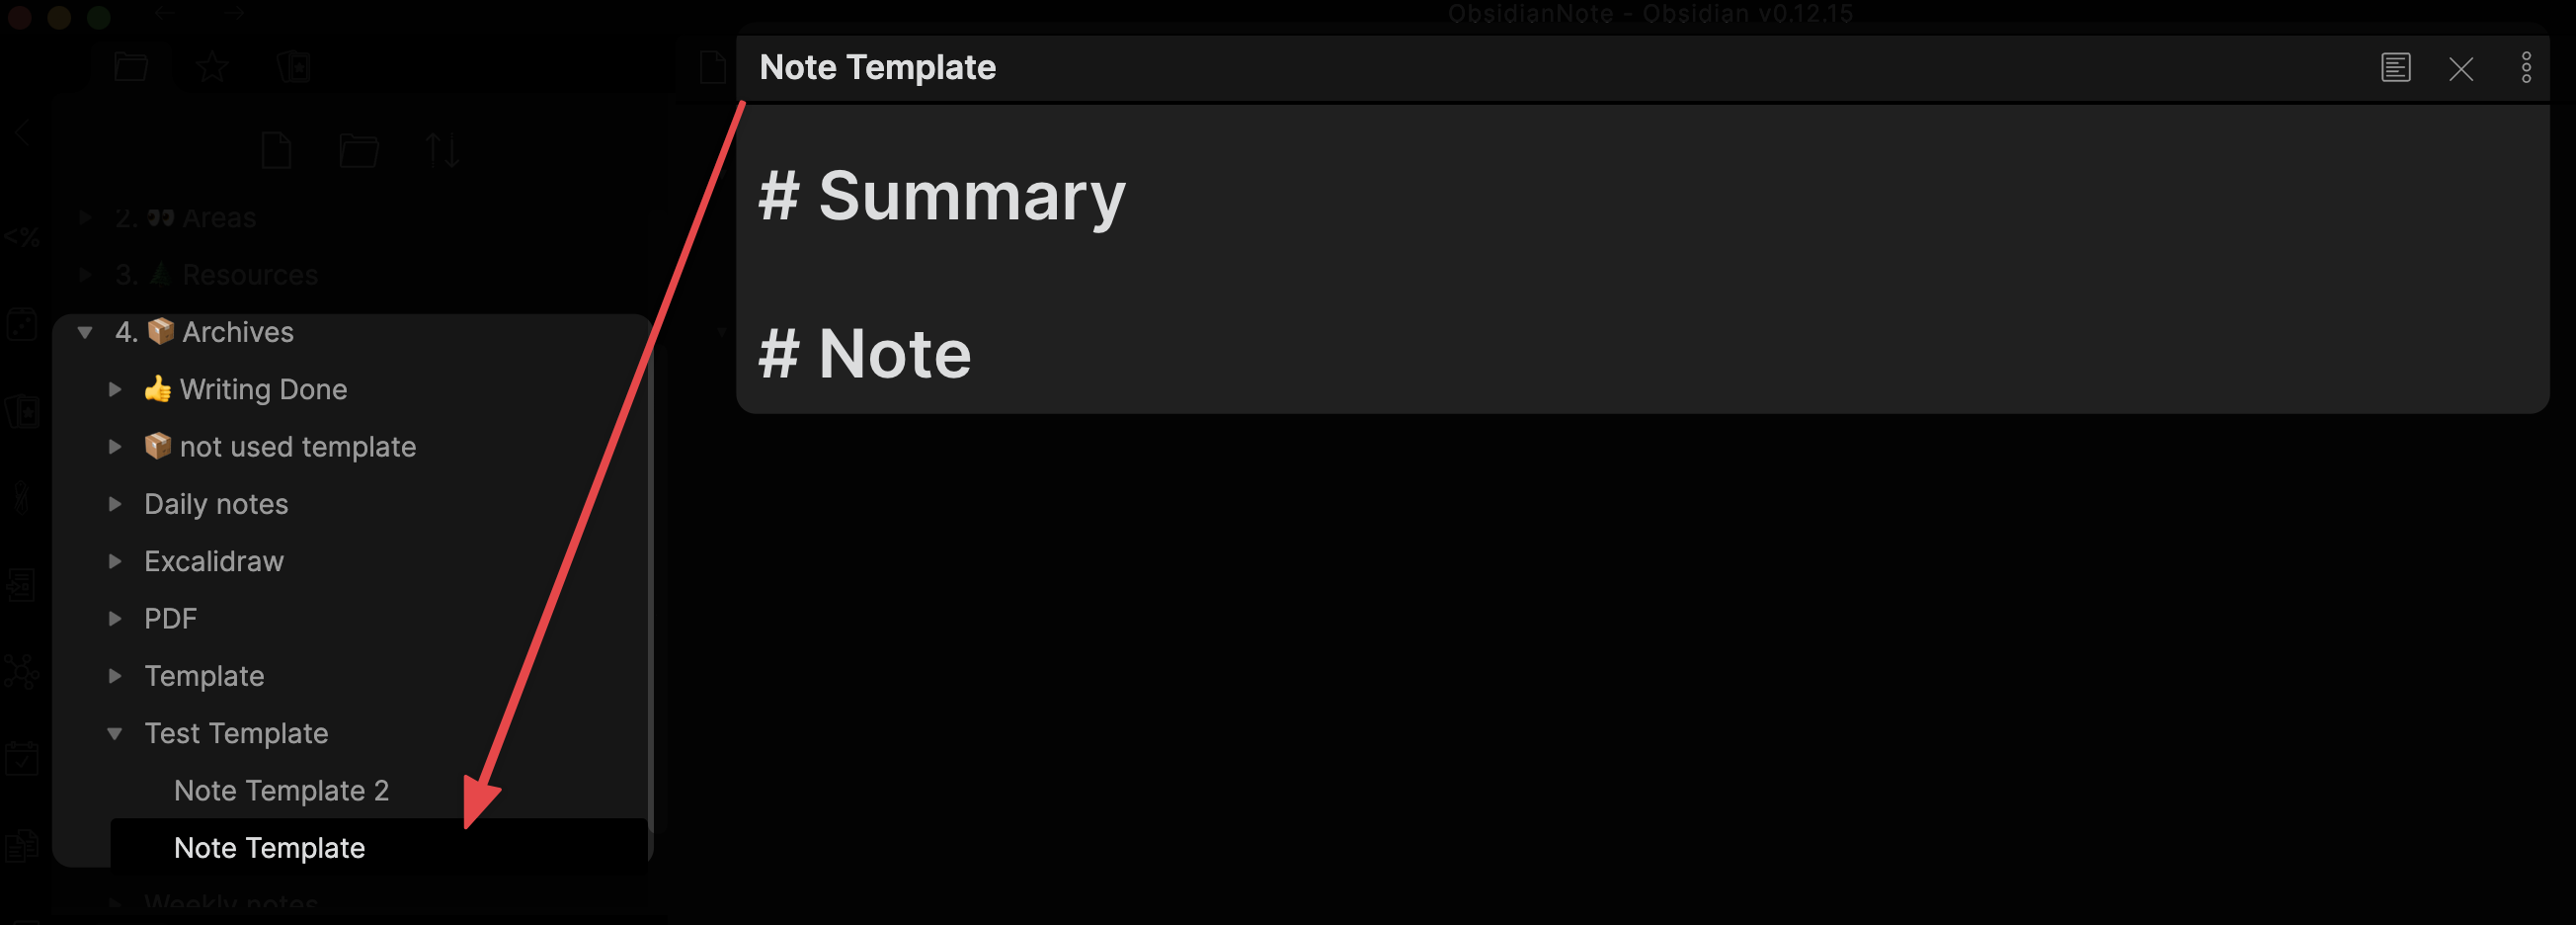 ObsidianNote - Obsidian v0.12.15
Note Template
# Summary
# Note
<%
2. 👀 Areas
3. 🌲 Resources
4. 📦 Archives
👍 Writing Done
📦 not used template
Daily notes
Excalidraw
PDF
Template
Test Template
Note Template 2
Note Template
Weekly notes